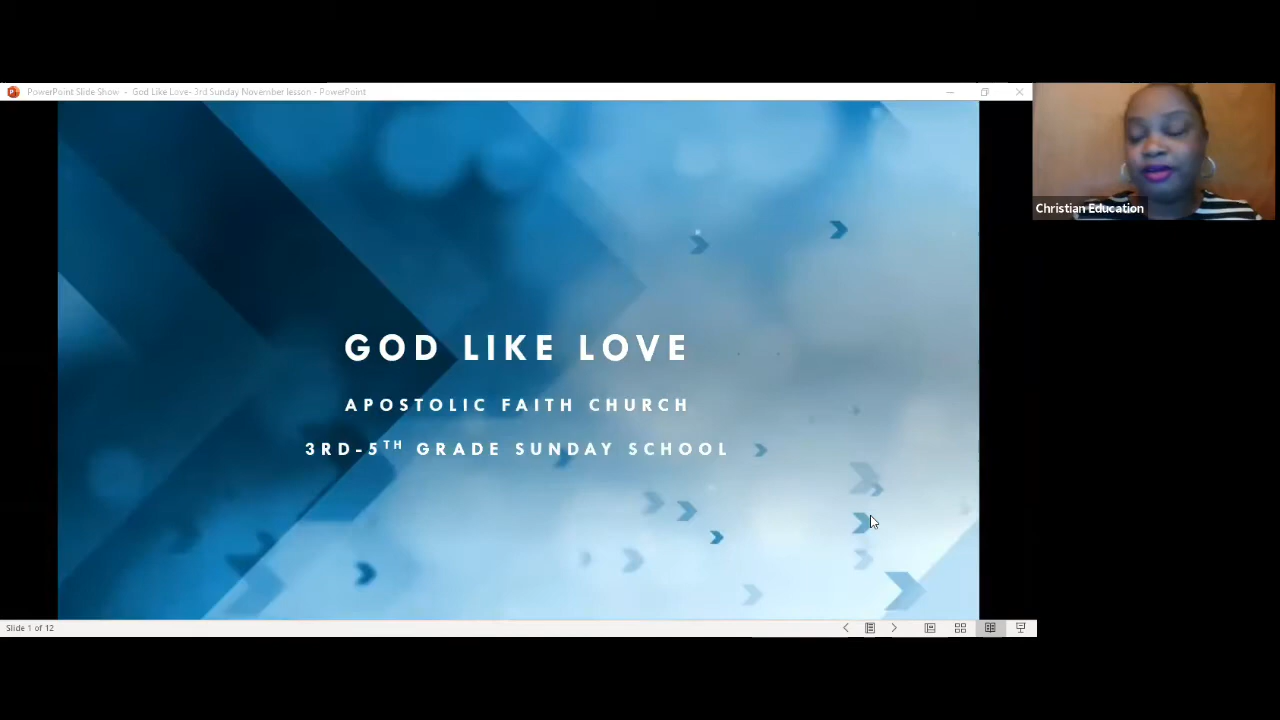 PowerPoint Slide Show - God Like Love- 3rd Sunday November lesson - PowerPoint
Christian Education
GOD LIKE LOVE
APOSTOLIC FAITH CHURCH
3RD-5TH GRADE SUNDAY SCHOOL
Slide 1 of 12